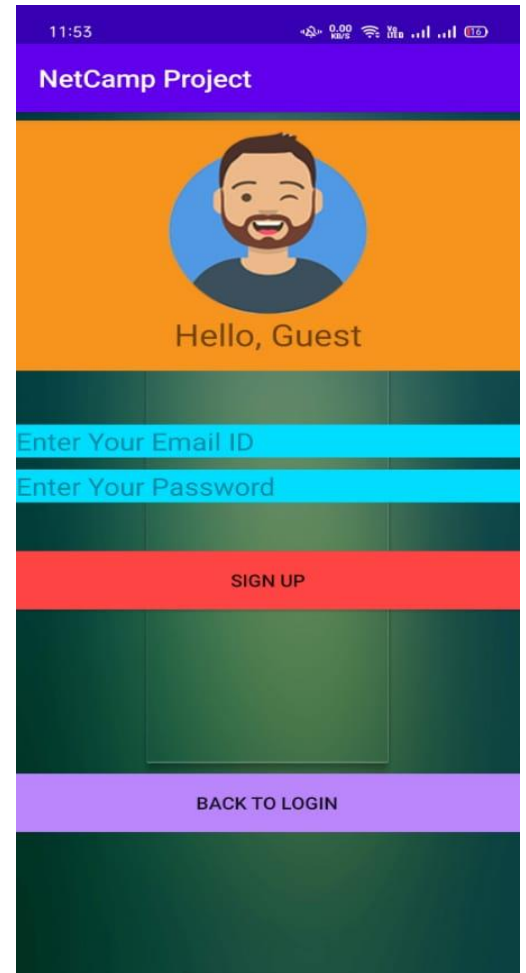 11:53
0.00
KB/S
Vo
LTE
16
NetCamp Project
Hello, Guest
Enter Your Email ID
Enter Your Password
SIGN UP
BACK TO LOGIN